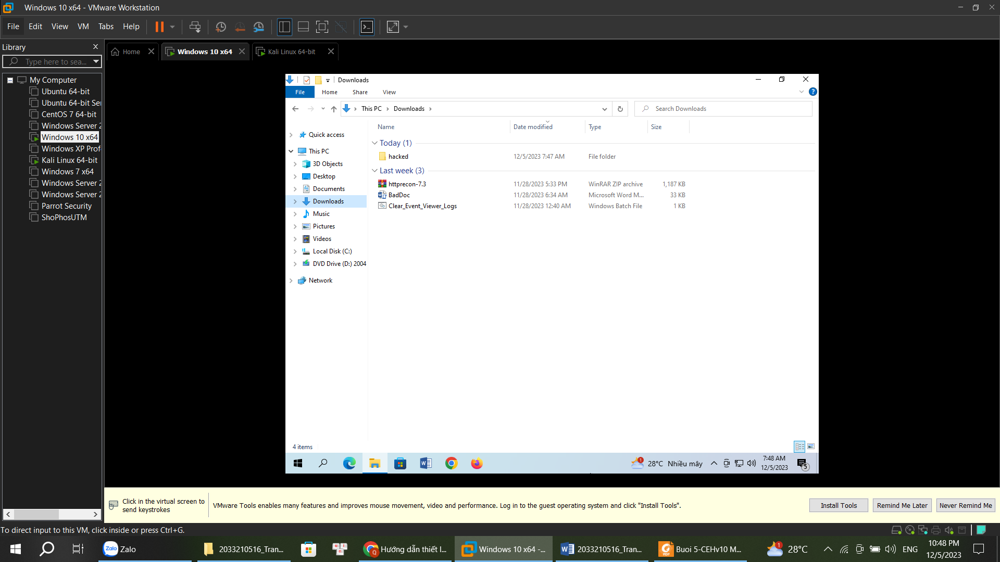 Windows 10 x64 - VMware Workstation
File Edit View VM Tabs Help
Library
Type here to sea...
My Computer
Ubuntu 64-bit
Ubuntu 64-bit Ser
CentOS 7 64-bit
Windows Server 2
Windows 10 x64
Windows XP Prof
Kali Linux 64-bit
Windows 7 x64
Windows Server 2
Windows Server 2
Parrot Security
ShoPhosUTM
Home
Windows 10 x64
Kali Linux 64-bit
Downloads
File Home Share View
This PC > Downloads >
Search Downloads
Name Date modified Type Size
Quick access
This PC
3D Objects
Desktop
Documents
Downloads
Music
Pictures
Videos
Local Disk (C:)
DVD Drive (D:) 2004
Network
Today (1)
hacked 12/5/2023 7:47 AM File folder
Last week (3)
httprecon-7.3 11/28/2023 5:33 PM WinRAR ZIP archive 1,187 KB
BadDoc 11/28/2023 6:34 AM Microsoft Word M... 33 KB
Clear_Event_Viewer_Logs 11/28/2023 12:40 AM Windows Batch File 1 KB
4 items
1 28°C Nhiều mây
7:48 AM
12/5/2023
5
Click in the virtual screen to
send keystrokes
VMware Tools enables many features and improves mouse movement, video and performance. Log in to the guest operating system and click "Install Tools".
Install Tools Remind Me Later Never Remind Me
To direct input to this VM, click inside or press Ctrl+G.
Zalo Zalo
2033210516_Tran...
Hướng dẫn thiết l...
Windows 10 x64 -...
2033210516_Tran...
Buoi 5-CEHv10 M...
1 28°C
ENG
10:48 PM
12/5/2023